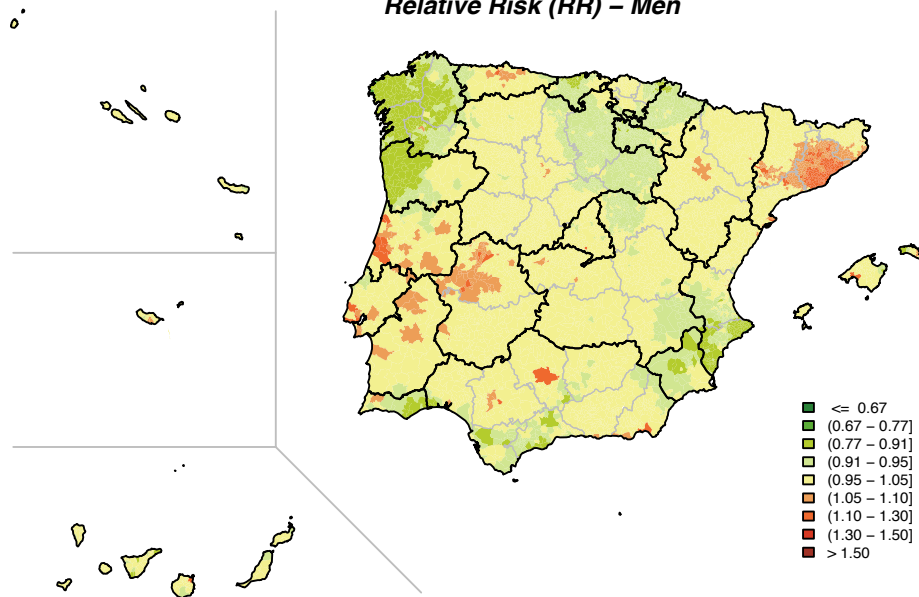 Relative Risk (RR) – Men
<= 0.67
(0.67 – 0.77]
(0.77 – 0.91]
(0.91 – 0.95]
(0.95 – 1.05]
(1.05 – 1.10]
(1.10 – 1.30]
(1.30 – 1.50]
> 1.50